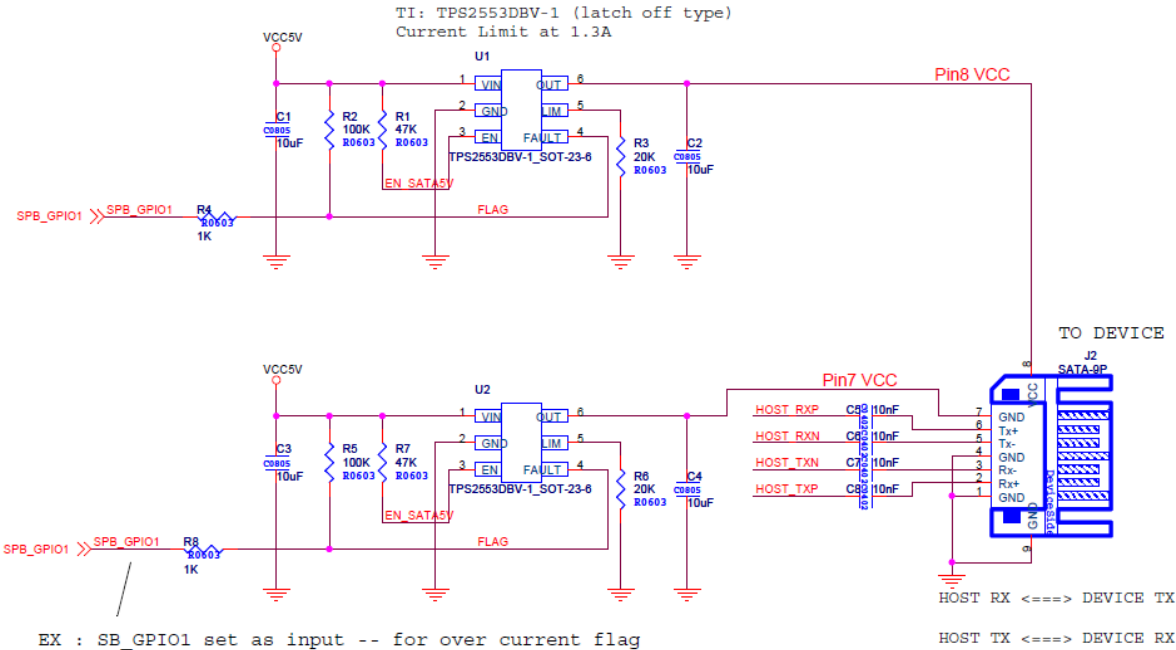 TI: TPS2553DBV-1 (latch off type)
Current Limit at 1.3A
VCC5V
U1
Pin8 VCC
1 VIN OUT 6
2 GND LIM 5
3 EN FAULT 4
TPS2553DBV-1_SOT-23-6
C1
C0805
10uF
R2
100K
R0603
R1
47K
R0603
R3
20K
R0603
C2
C0805
10uF
EN_SATA5V
SPB_GPIO1 SPB_GPIO1
R4
R0603
1K
FLAG
TO DEVICE
VCC5V
U2
Pin7 VCC
1 VIN OUT 6
2 GND LIM 5
3 EN FAULT 4
TPS2553DBV-1_SOT-23-6
C3
C0805
10uF
R5
100K
R0603
R7
47K
R0603
R6
20K
R0603
C4
C0805
10uF
EN_SATA5V
SPB_GPIO1 SPB_GPIO1
R8
R0603
1K
FLAG
HOST_RXP C5 10nF
HOST_RXN C6 10nF
HOST_TXN C7 10nF
HOST_TXP C8 10nF
J2
SATA-9P
8
VCC
7 GND
6 Tx+
5 Tx-
4 GND
3 Rx-
2 Rx+
1 GND
GND
9
DeviceSide
HOST RX <===> DEVICE TX
HOST TX <===> DEVICE RX
EX : SB_GPIO1 set as input -- for over current flag